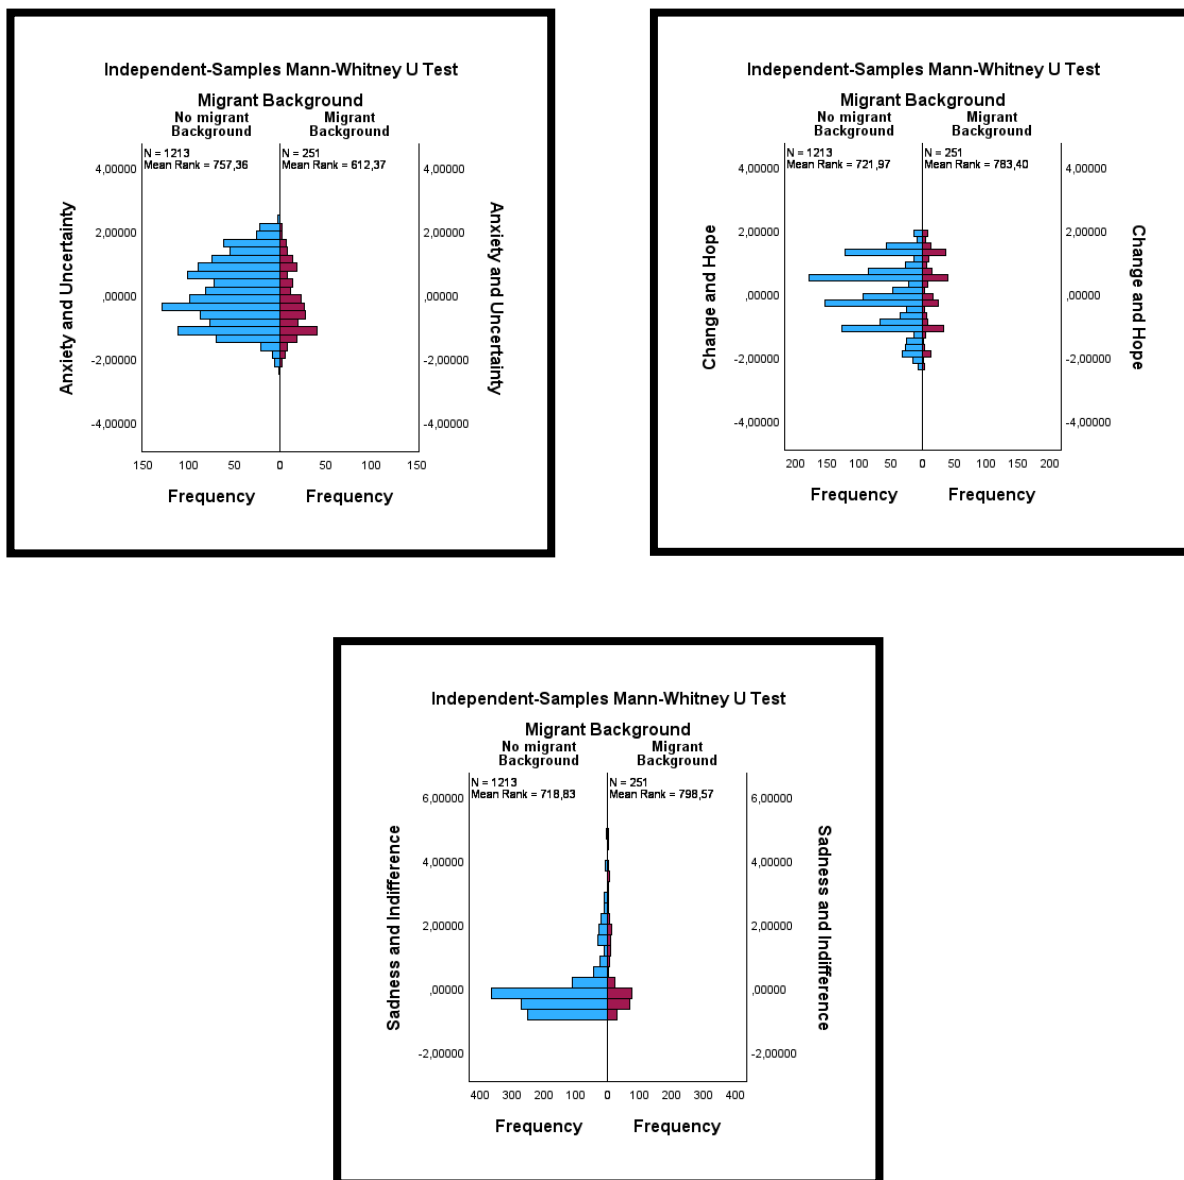 Independent-Samples Mann-Whitney U Test
Migrant Background
No migrant Background
Migrant Background
N = 1213
Mean Rank = 757,36
N = 251
Mean Rank = 612,37
4,00000
2,00000
,00000
-2,00000
-4,00000
Anxiety and Uncertainty
4,00000
2,00000
,00000
-2,00000
-4,00000
Anxiety and Uncertainty
150 100 50 0 50 100 150
Frequency Frequency
Independent-Samples Mann-Whitney U Test
Migrant Background
No migrant Background
Migrant Background
N = 1213
Mean Rank = 721,97
N = 251
Mean Rank = 783,40
4,00000
2,00000
,00000
-2,00000
-4,00000
Change and Hope
4,00000
2,00000
,00000
-2,00000
-4,00000
Change and Hope
200 150 100 50 0 50 100 150 200
Frequency Frequency
Independent-Samples Mann-Whitney U Test
Migrant Background
No migrant Background
Migrant Background
N = 1213
Mean Rank = 718,83
N = 251
Mean Rank = 798,57
6,00000
4,00000
2,00000
,00000
-2,00000
Sadness and Indifference
6,00000
4,00000
2,00000
,00000
-2,00000
Sadness and Indifference
400 300 200 100 0 100 200 300 400
Frequency Frequency